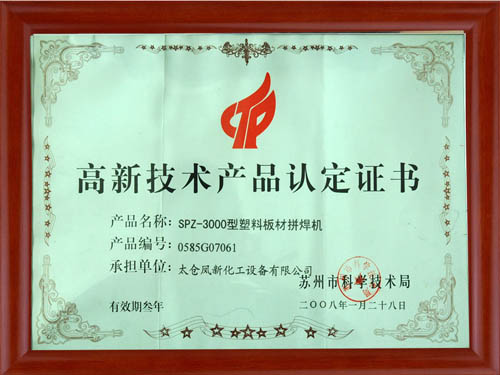 高新技术产品认定证书
产品名称: SPZ-3000型塑料板材拼焊机
产品编号: 0585G07061
承担单位: 太仓凤新化工设备有限公司
苏州市科学技术局
有效期叁年
二〇〇八年一月二十八日